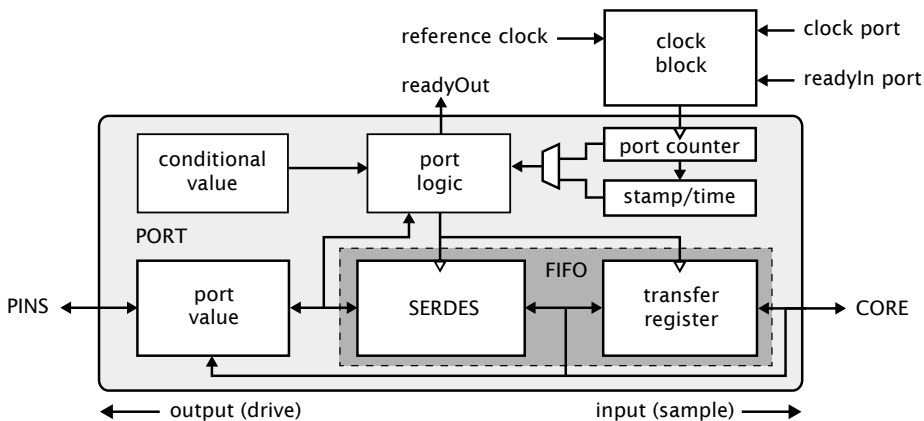 reference clock
clock
block
clock port
readyIn port
readyOut
conditional
value
port
logic
port counter
stamp/time
PORT
FIFO
PINS
port
value
SERDES
transfer
register
CORE
output (drive)
input (sample)